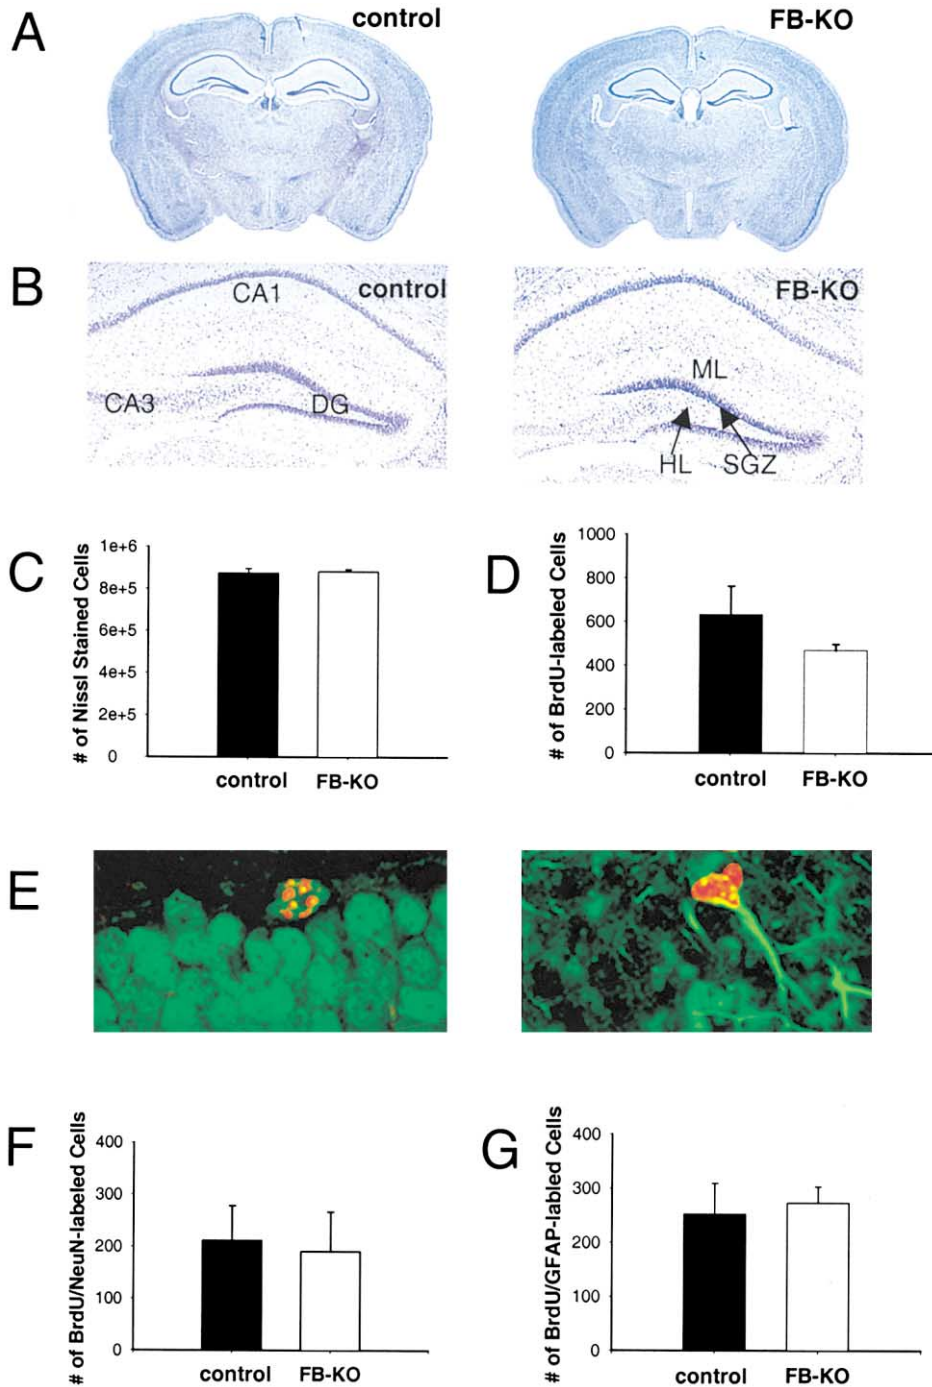 A
control
FB-KO
B
CA1
control
CA3
DG
FB-KO
ML
HL
SGZ
C
# of Nissl Stained Cells
1e+6
8e+5
6e+5
4e+5
2e+5
0
control
FB-KO
D
# of BrdU-labeled Cells
1000
800
600
400
200
0
control
FB-KO
E
F
# of BrdU/NeuN-labeled Cells
400
300
200
100
0
control
FB-KO
G
# of BrdU/GFAP-labled Cells
400
300
200
100
0
control
FB-KO